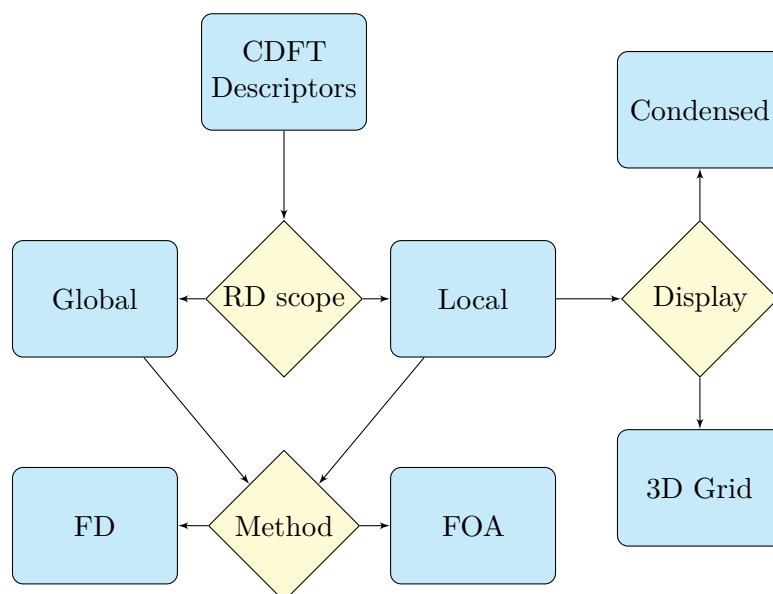 CDFT
Descriptors
Condensed
Global
RD scope
Local
Display
3D Grid
FD
Method
FOA